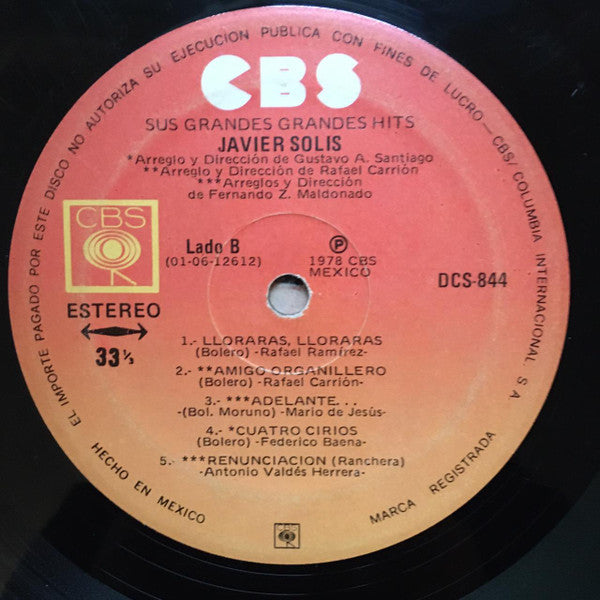 EL IMPORTE PAGADO POR ESTE DISCO NO AUTORIZA SU EJECUCION PUBLICA CON FINES DE LUCRO — CBS/COLUMBIA INTERNACIONAL S A
CBS
SUS GRANDES GRANDES HITS
JAVIER SOLIS
*Arreglo y Dirección de Gustavo A. Santiago
**Arreglo y Dirección de Rafael Carrión
***Arreglos y Dirección
de Fernando Z. Maldonado
CBS
ESTEREO
33⅓
Lado B
(01-06-12612)
Ⓟ
1978 CBS
MEXICO
DCS-844
1.- LLORARAS, LLORARAS
(Bolero) -Rafael Ramírez-
2.- **AMIGO ORGANILLERO
(Bolero) -Rafael Carrión-
3.- ***ADELANTE...
-(Bol. Moruno) -Mario de Jesús-
4.- *CUATRO CIRIOS
(Bolero) -Federico Baena-
5.- ***RENUNCIACION (Ranchera)
-Antonio Valdés Herrera-
HECHO EN MEXICO
CBS
MARCA REGISTRADA